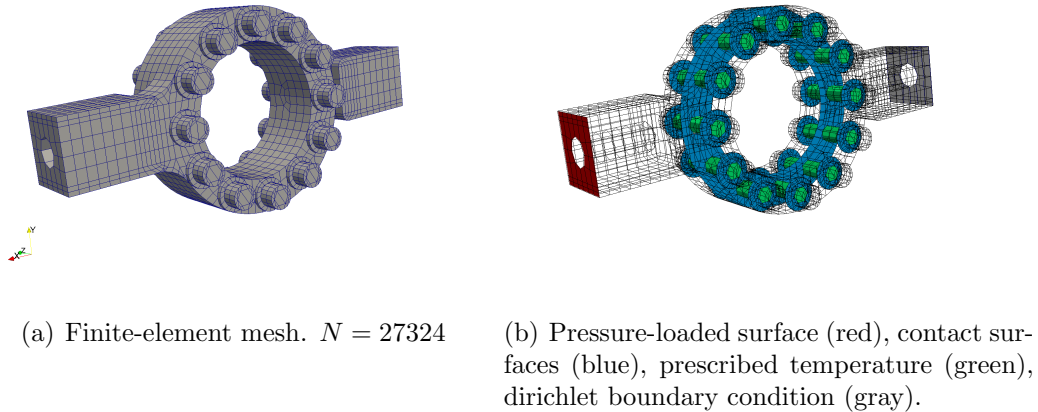 Y
Z
X
(a) Finite-element mesh. N = 27324
(b) Pressure-loaded surface (red), contact sur-
faces (blue), prescribed temperature (green),
dirichlet boundary condition (gray).